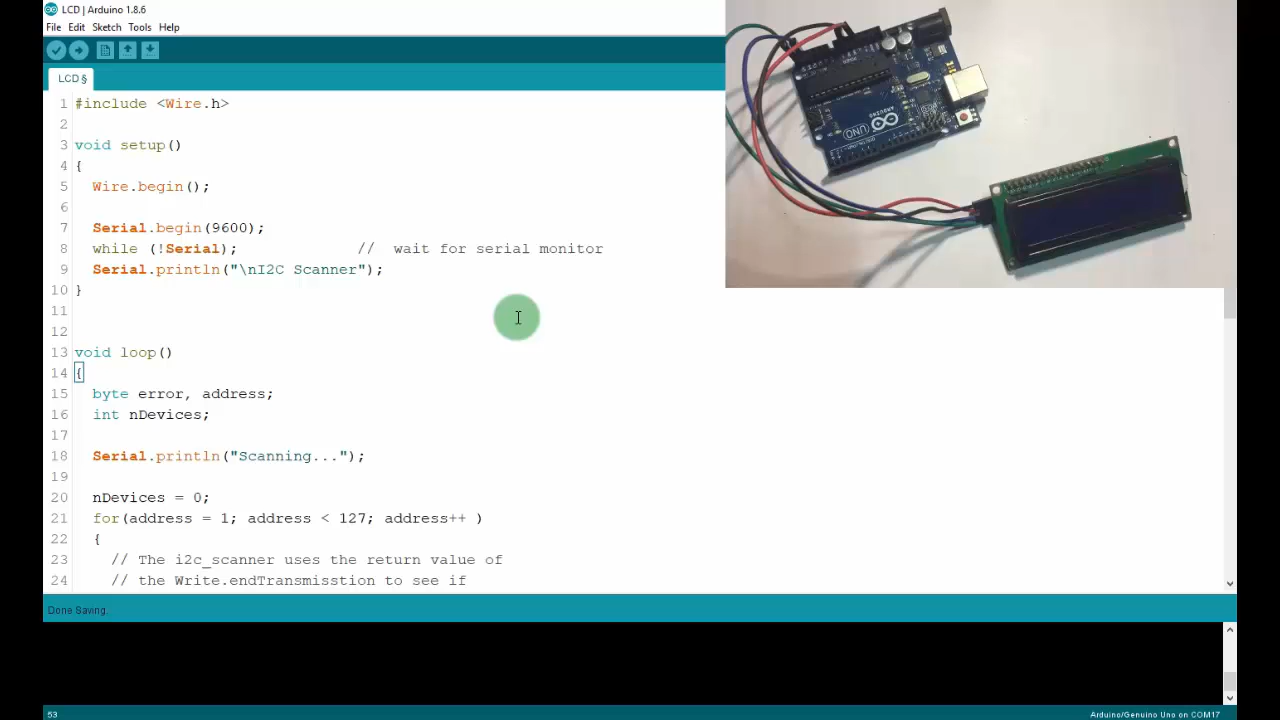 LCD | Arduino 1.8.6
File Edit Sketch Tools Help
LCD §
1 #include <Wire.h>
2
3 void setup()
4 {
5 Wire.begin();
6
7 Serial.begin(9600);
8 while (!Serial); // wait for serial monitor
9 Serial.println("\nI2C Scanner");
10 }
11
12
13 void loop()
14 {
15 byte error, address;
16 int nDevices;
17
18 Serial.println("Scanning...");
19
20 nDevices = 0;
21 for(address = 1; address < 127; address++ )
22 {
23 // The i2c_scanner uses the return value of
24 // the Write.endTransmisstion to see if
Done Saving.
53
Arduino/Genuino Uno on COM17
UNO
ARDUINO